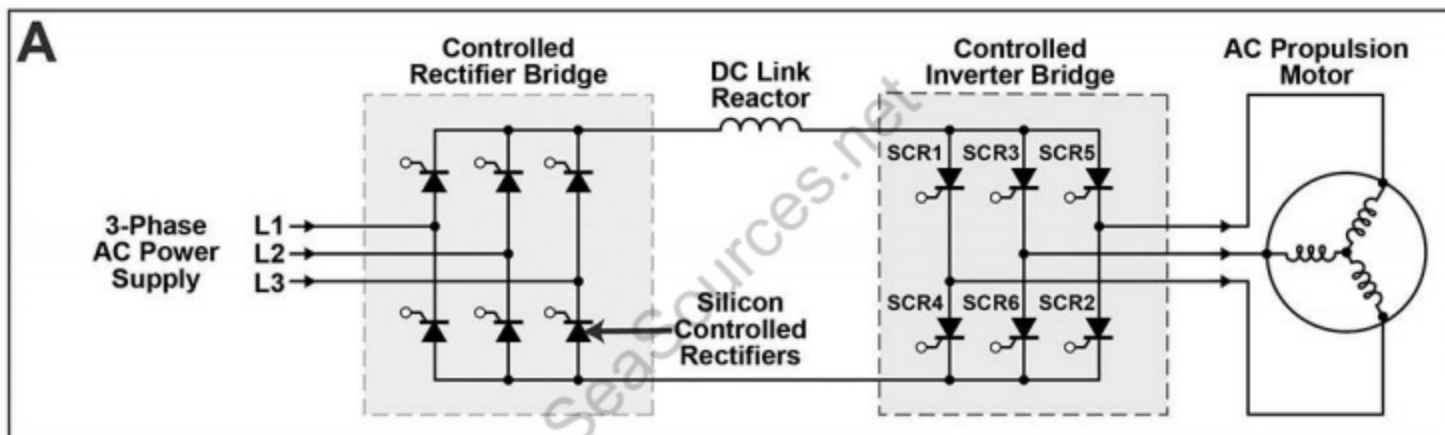 A
Controlled
Rectifier Bridge
DC Link
Reactor
Controlled
Inverter Bridge
AC Propulsion
Motor
SCR1 SCR3 SCR5
3-Phase
AC Power
Supply
L1
L2
L3
Silicon
Controlled
Rectifiers
SCR4 SCR6 SCR2
SeaSources.net